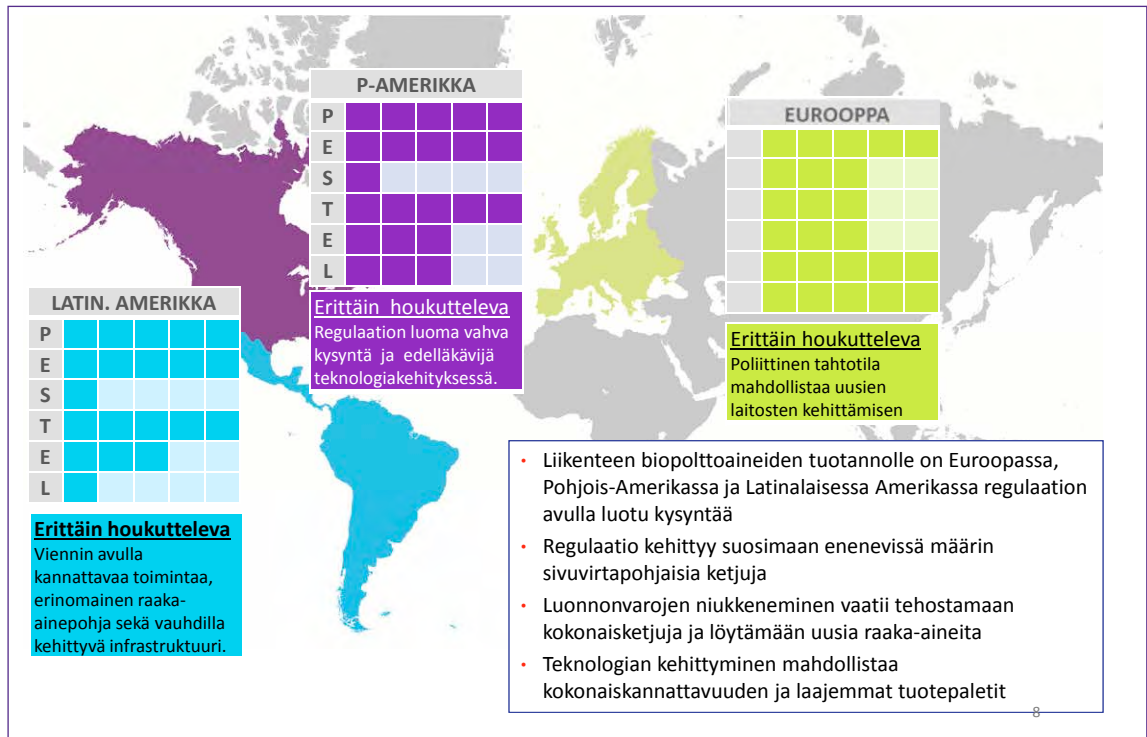 P-AMERIKKA
P
E
S
T
E
L
Erittäin houkutteleva
Regulaation luoma vahva
kysyntä ja edelläkävijä
teknologiakehityksessä.
EUROOPPA
Erittäin houkutteleva
Poliittinen tahtotila
mahdollistaa uusien
laitosten kehittämisen
LATIN. AMERIKKA
P
E
S
T
E
L
Erittäin houkutteleva
Viennin avulla
kannattavaa toimintaa,
erinomainen raaka-
ainepohja sekä vauhdilla
kehittyvä infrastruktuuri.
• Liikenteen biopolttoaineiden tuotannolle on Euroopassa,
Pohjois-Amerikassa ja Latinalaisessa Amerikassa regulaation
avulla luotu kysyntää
• Regulaatio kehittyy suosimaan enenevissä määrin
sivuvirtapohjaisia ketjuja
• Luonnonvarojen niukkeneminen vaatii tehostamaan
kokonaisketjuja ja löytämään uusia raaka-aineita
• Teknologian kehittyminen mahdollistaa
kokonaiskannattavuuden ja laajemmat tuotepaletit
8